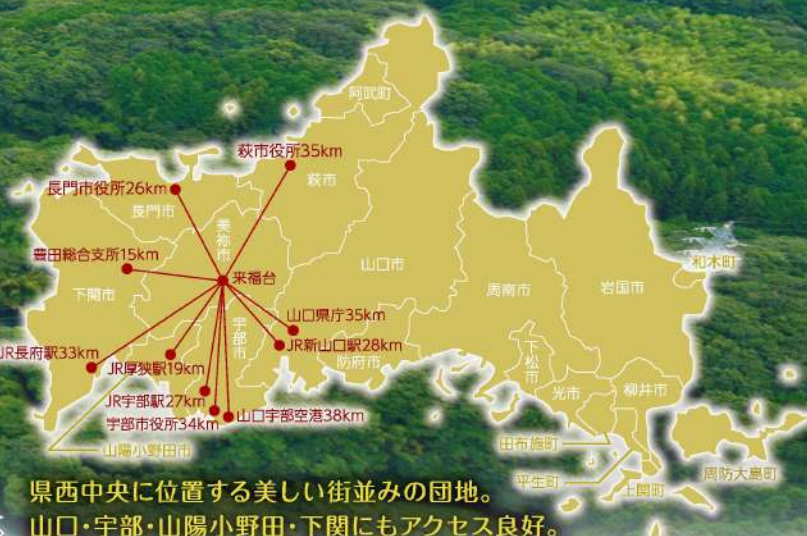 阿武町
萩市役所35km
萩市
長門市役所26km
長門市
美祢市
豊田総合支所15km
来福台
山口市
和木町
下関市
周南市
岩国市
宇部市
山口県庁35km
JR新山口駅28km
防府市
JR長府駅33km
JR厚狭駅19km
下松市
光市
柳井市
JR宇部駅27km
宇部市役所34km
山口宇部空港38km
山陽小野田市
田布施町
平生町
上関町
周防大島町
県西中央に位置する美しい街並みの団地。
山口・宇部・山陽小野田・下関にもアクセス良好。